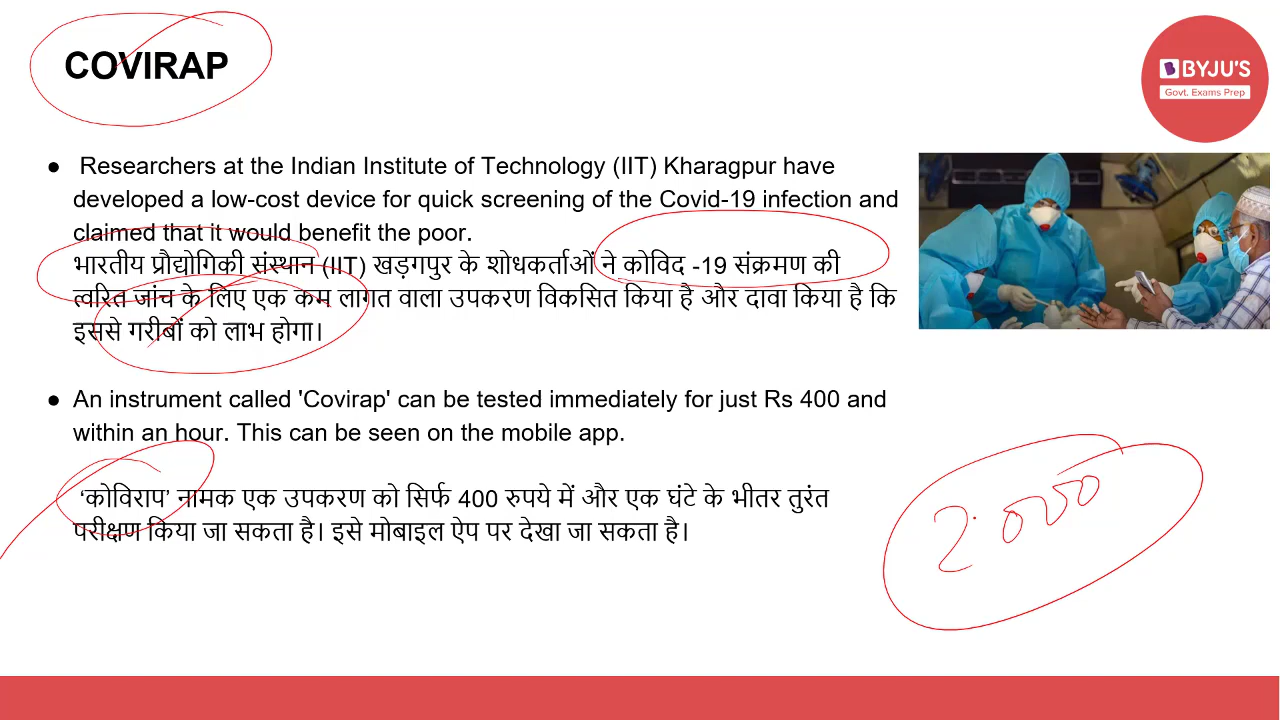 COVIRAP
BYJU'S
Govt. Exams Prep
● Researchers at the Indian Institute of Technology (IIT) Kharagpur have
developed a low-cost device for quick screening of the Covid-19 infection and
claimed that it would benefit the poor.
भारतीय प्रौद्योगिकी संस्थान (IIT) खड़गपुर के शोधकर्ताओं ने कोविद -19 संक्रमण की
त्वरित जांच के लिए एक कम लागत वाला उपकरण विकसित किया है और दावा किया है कि
इससे गरीबों को लाभ होगा।
● An instrument called 'Covirap' can be tested immediately for just Rs 400 and
within an hour. This can be seen on the mobile app.
‘कोविराप’ नामक एक उपकरण को सिर्फ 400 रुपये में और एक घंटे के भीतर तुरंत
परीक्षण किया जा सकता है। इसे मोबाइल ऐप पर देखा जा सकता है।
2000